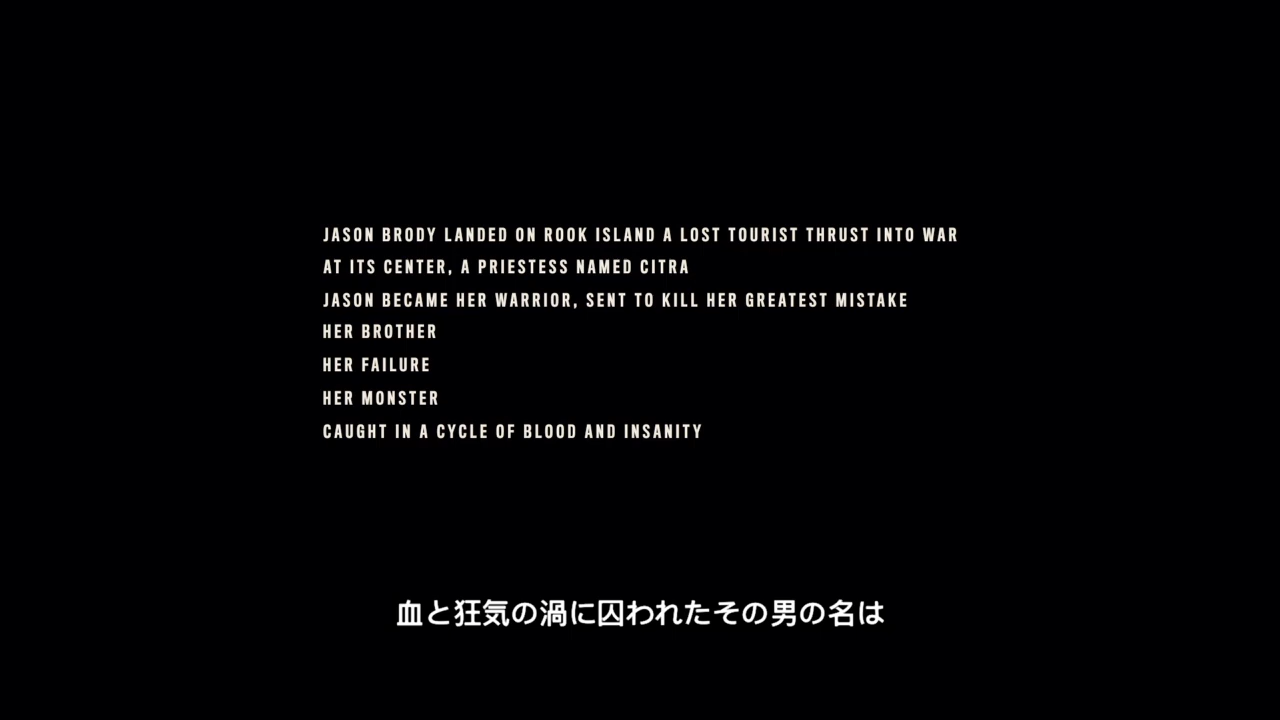 JASON BRODY LANDED ON ROOK ISLAND A LOST TOURIST THRUST INTO WAR
AT ITS CENTER, A PRIESTESS NAMED CITRA
JASON BECAME HER WARRIOR, SENT TO KILL HER GREATEST MISTAKE
HER BROTHER
HER FAILURE
HER MONSTER
CAUGHT IN A CYCLE OF BLOOD AND INSANITY
血と狂気の渦に囚われたその男の名は